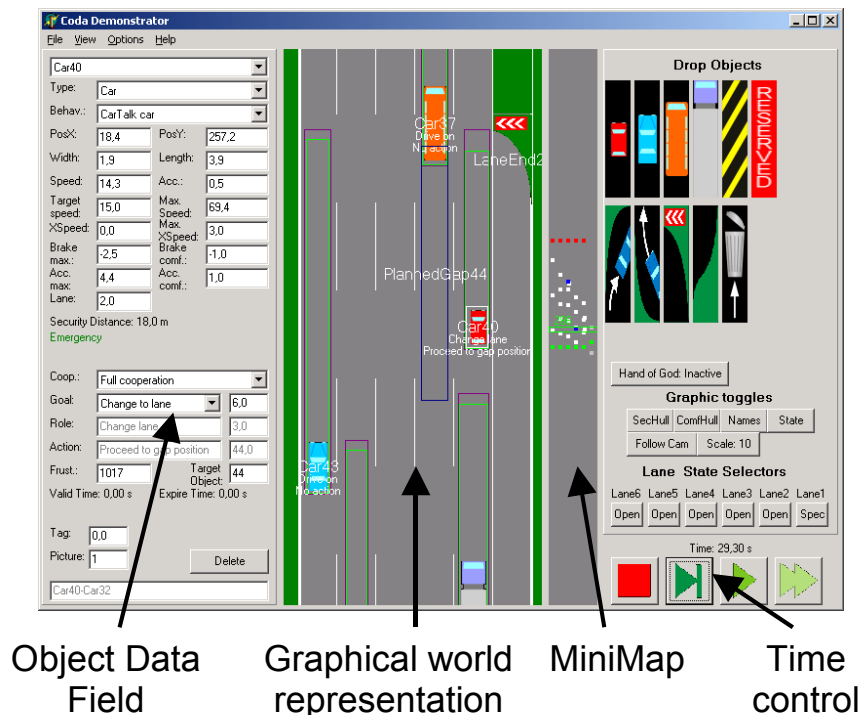 Coda Demonstrator
File View Options Help
Car40
Type: Car
Behav.: CarTalk car
PosX: 18,4 PosY: 257,2
Width: 1,9 Length: 3,9
Speed: 14,3 Acc.: 0,5
Target speed: 15,0 Max. Speed: 69,4
XSpeed: 0,0 Max. XSpeed: 3,0
Brake max.: -2,5 Brake comf.: -1,0
Acc. max: 4,4 Acc. comf.: 1,0
Lane: 2,0
Security Distance: 18,0 m
Emergency
Coop.: Full cooperation
Goal: Change to lane 6,0
Role: Change lane 3,0
Action: Proceed to gap position 44,0
Frust.: 1017 Target Object: 44
Valid Time: 0,00 s Expire Time: 0,00 s
Tag: 0,0
Picture: 1 Delete
Car40-Car32
Car37
Drive on
No action
LaneEnd2
PlannedGap44
Car40
Change lane
Proceed to gap position
Car43
Drive on
No action
Drop Objects
RESERVED
Hand of God: Inactive
Graphic toggles
SecHull ComfHull Names State
Follow Cam Scale: 10
Lane State Selectors
Lane6 Lane5 Lane4 Lane3 Lane2 Lane1
Open Open Open Open Open Spec
Time: 29,30 s
Object Data Field
Graphical world representation
MiniMap
Time control